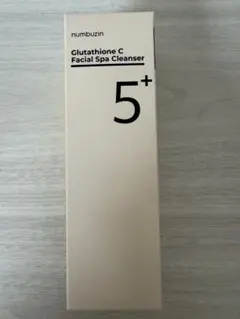 numbuzin
Glutathione C
Facial Spa Cleanser
5+